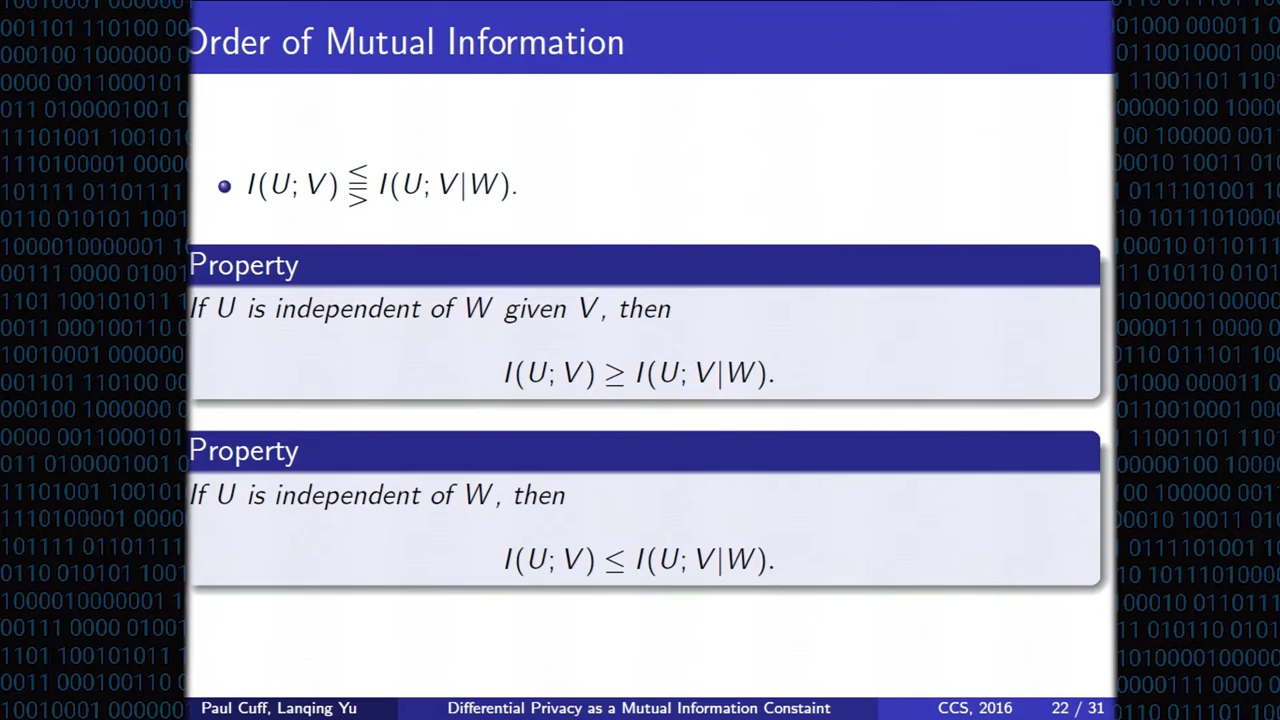 Order of Mutual Information
I(U; V) ⪋ I(U; V|W).
Property
If U is independent of W given V, then
I(U; V) ≥ I(U; V|W).
Property
If U is independent of W, then
I(U; V) ≤ I(U; V|W).
Paul Cuff, Lanqing Yu Differential Privacy as a Mutual Information Constaint CCS, 2016 22 / 31